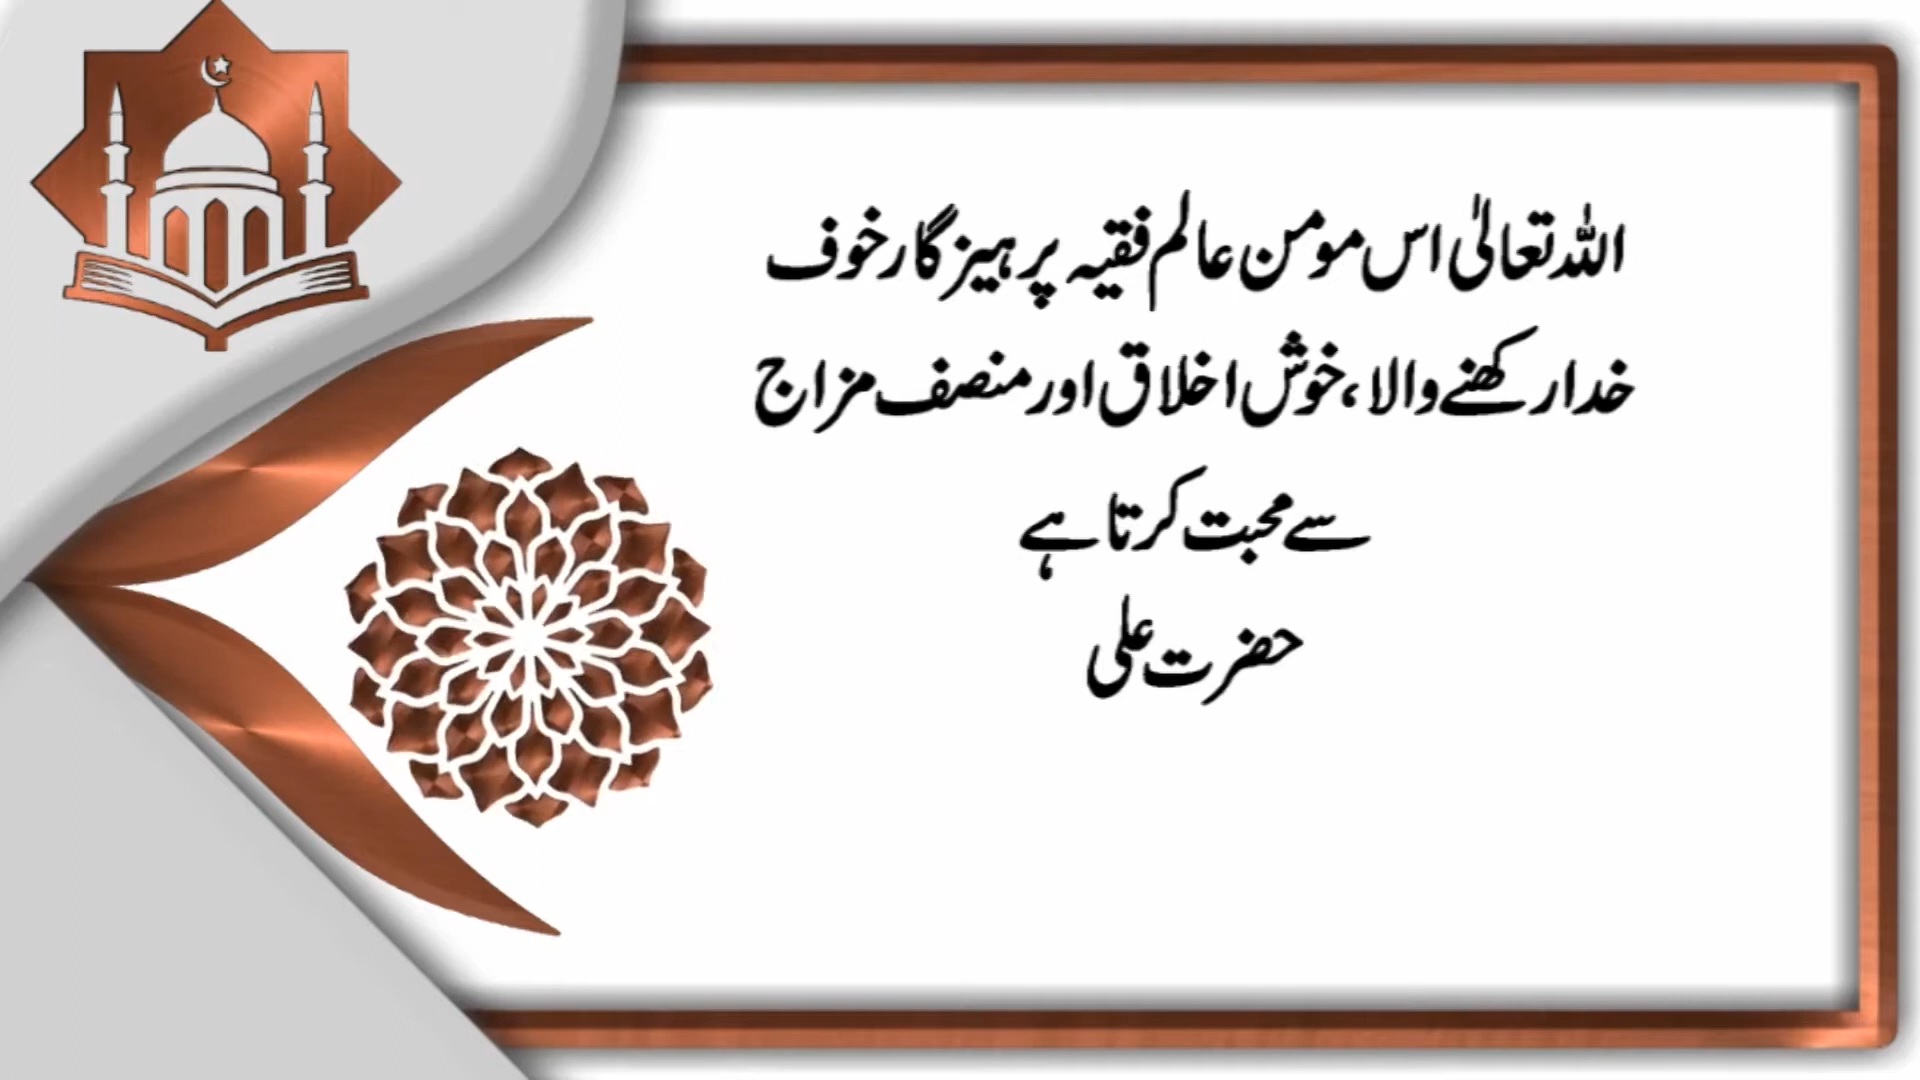 اللہ تعالیٰ اس مومن عالم فقیہ پرہیزگار خوف
خدا رکھنے والا، خوش اخلاق اور منصف مزاج
سے محبت کرتا ہے
حضرت علی